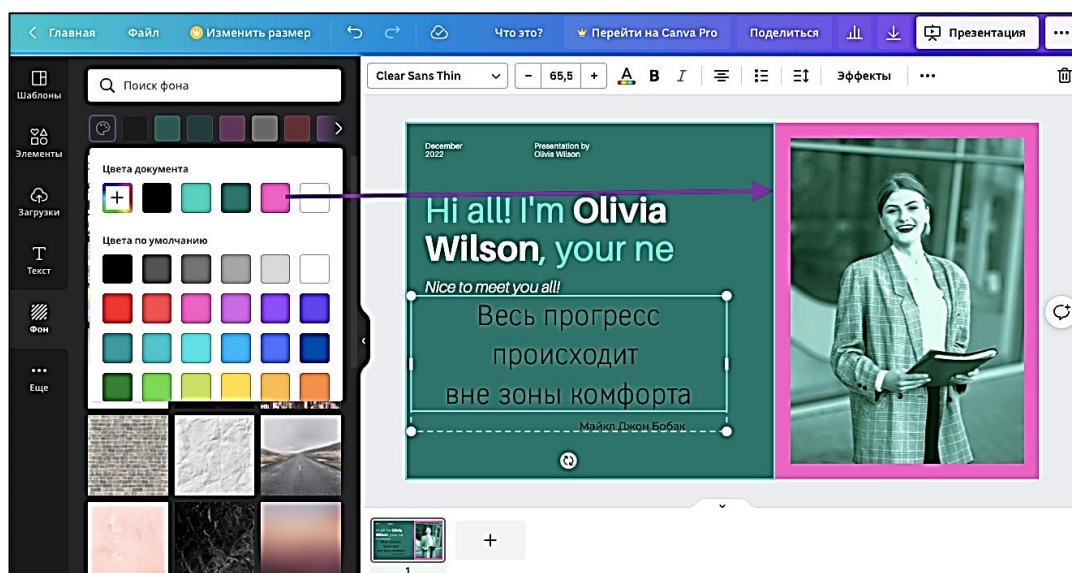 Главная Файл Изменить размер Что это? Перейти на Canva Pro Поделиться Презентация
Шаблоны
Элементы
Загрузки
Текст
Фон
Еще
Поиск фона
Цвета документа
Цвета по умолчанию
Clear Sans Thin 65,5 A B I Эффекты
December
2022
Presentation by
Olivia Wilson
Hi all! I'm Olivia
Wilson, your ne
Nice to meet you all!
Весь прогресс
происходит
вне зоны комфорта
Майкл Джон Бобак
1